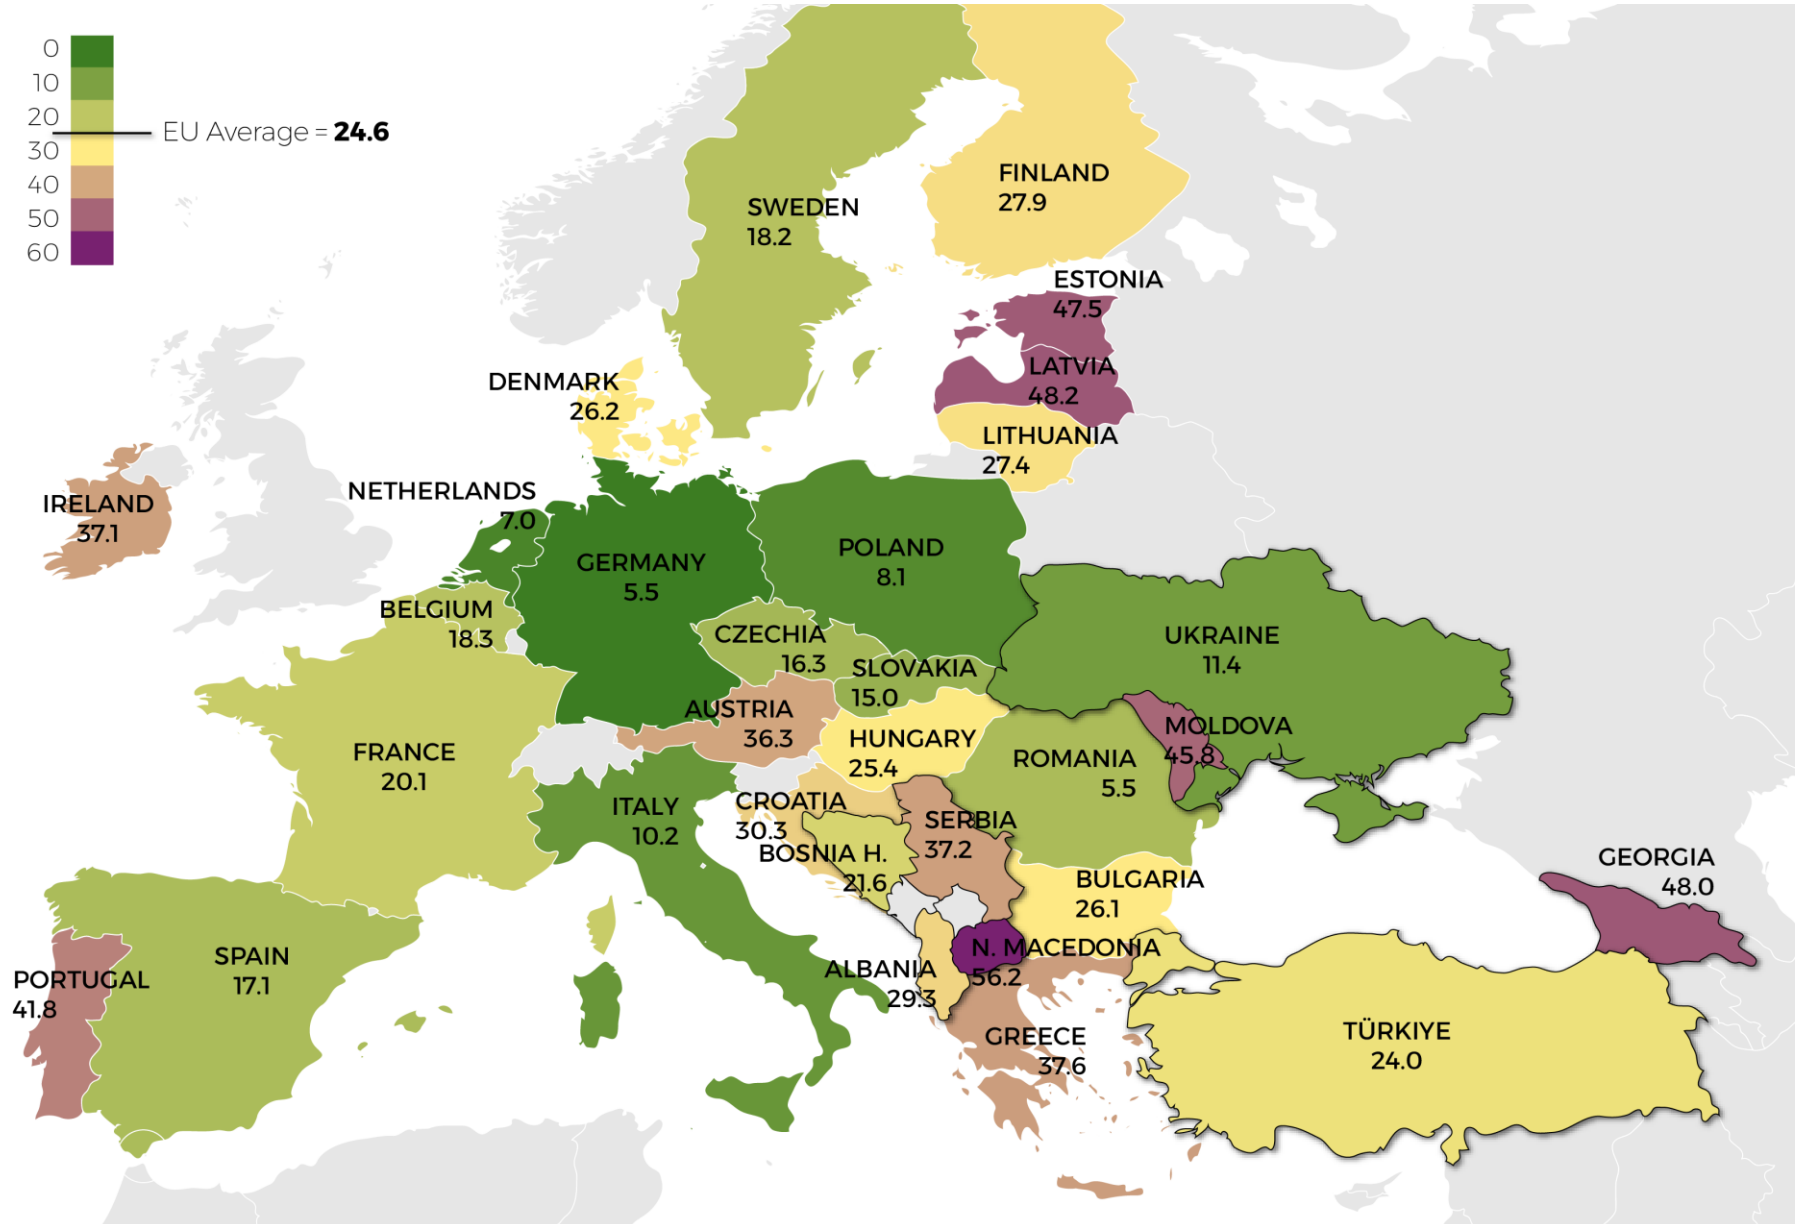 0
10
20
30
40
50
60
EU Average = 24.6
FINLAND
27.9
SWEDEN
18.2
ESTONIA
47.5
LATVIA
48.2
DENMARK
26.2
LITHUANIA
27.4
IRELAND
37.1
NETHERLANDS
7.0
GERMANY
5.5
POLAND
8.1
BELGIUM
18.3
CZECHIA
16.3
UKRAINE
11.4
SLOVAKIA
15.0
AUSTRIA
36.3
MOLDOVA
45.8
HUNGARY
25.4
FRANCE
20.1
ROMANIA
5.5
ITALY
10.2
CROATIA
30.3
SERBIA
37.2
BOSNIA H.
21.6
GEORGIA
48.0
BULGARIA
26.1
SPAIN
17.1
N. MACEDONIA
56.2
PORTUGAL
41.8
ALBANIA
29.3
GREECE
37.6
TÜRKIYE
24.0